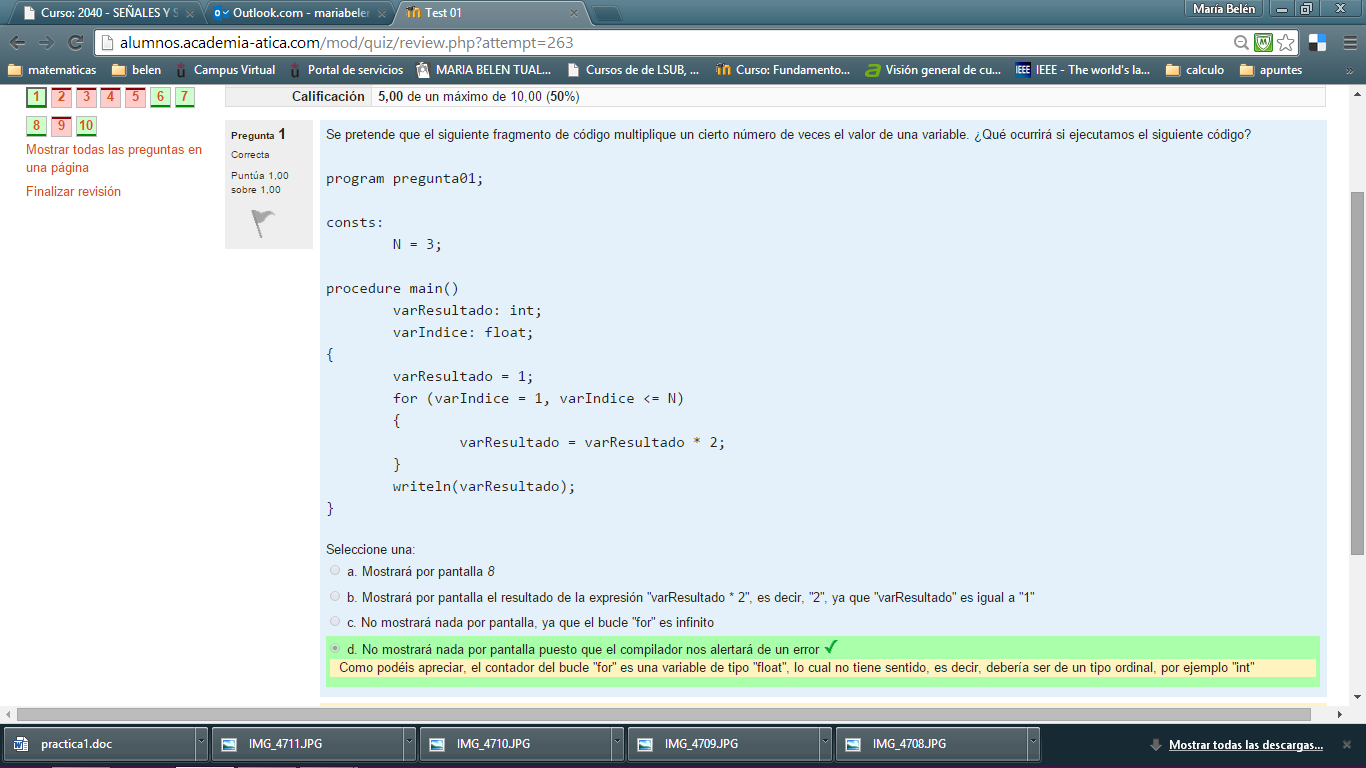 Curso: 2040 - SEÑALES Y S
Outlook.com - mariabelen
Test 01
María Belén
alumnos.academia-atica.com/mod/quiz/review.php?attempt=263
matematicas
belen
Campus Virtual
Portal de servicios
MARIA BELEN TUAL...
Cursos de de LSUB, ...
Curso: Fundamento...
Visión general de cu...
IEEE IEEE - The world's la...
calculo
apuntes
»
1 2 3 4 5 6 7
8 9 10
Mostrar todas las preguntas en
una página
Finalizar revisión
Calificación 5,00 de un máximo de 10,00 (50%)
Pregunta 1
Correcta
Puntúa 1,00
sobre 1,00
Se pretende que el siguiente fragmento de código multiplique un cierto número de veces el valor de una variable. ¿Qué ocurrirá si ejecutamos el siguiente código?
program pregunta01;
consts:
N = 3;
procedure main()
varResultado: int;
varIndice: float;
{
varResultado = 1;
for (varIndice = 1, varIndice <= N)
{
varResultado = varResultado * 2;
}
writeln(varResultado);
}
Seleccione una:
a. Mostrará por pantalla 8
b. Mostrará por pantalla el resultado de la expresión "varResultado * 2", es decir, "2", ya que "varResultado" es igual a "1"
c. No mostrará nada por pantalla, ya que el bucle "for" es infinito
d. No mostrará nada por pantalla puesto que el compilador nos alertará de un error
Como podéis apreciar, el contador del bucle "for" es una variable de tipo "float", lo cual no tiene sentido, es decir, debería ser de un tipo ordinal, por ejemplo "int"
practica1.doc
IMG_4711.JPG
IMG_4710.JPG
IMG_4709.JPG
IMG_4708.JPG
Mostrar todas las descargas...